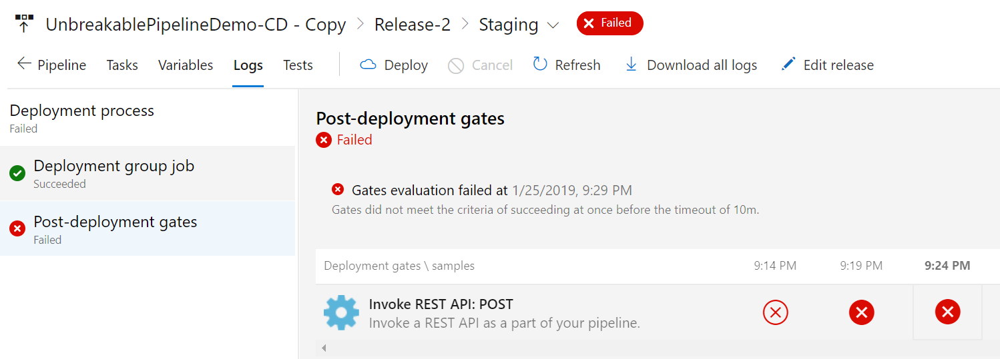 UnbreakablePipelineDemo-CD - Copy > Release-2 > Staging Failed
Pipeline Tasks Variables Logs Tests Deploy Cancel Refresh Download all logs Edit release
Deployment process
Failed
Deployment group job
Succeeded
Post-deployment gates
Failed
Post-deployment gates
Failed
Gates evaluation failed at 1/25/2019, 9:29 PM
Gates did not meet the criteria of succeeding at once before the timeout of 10m.
Deployment gates \ samples 9:14 PM 9:19 PM 9:24 PM
Invoke REST API: POST
Invoke a REST API as a part of your pipeline.